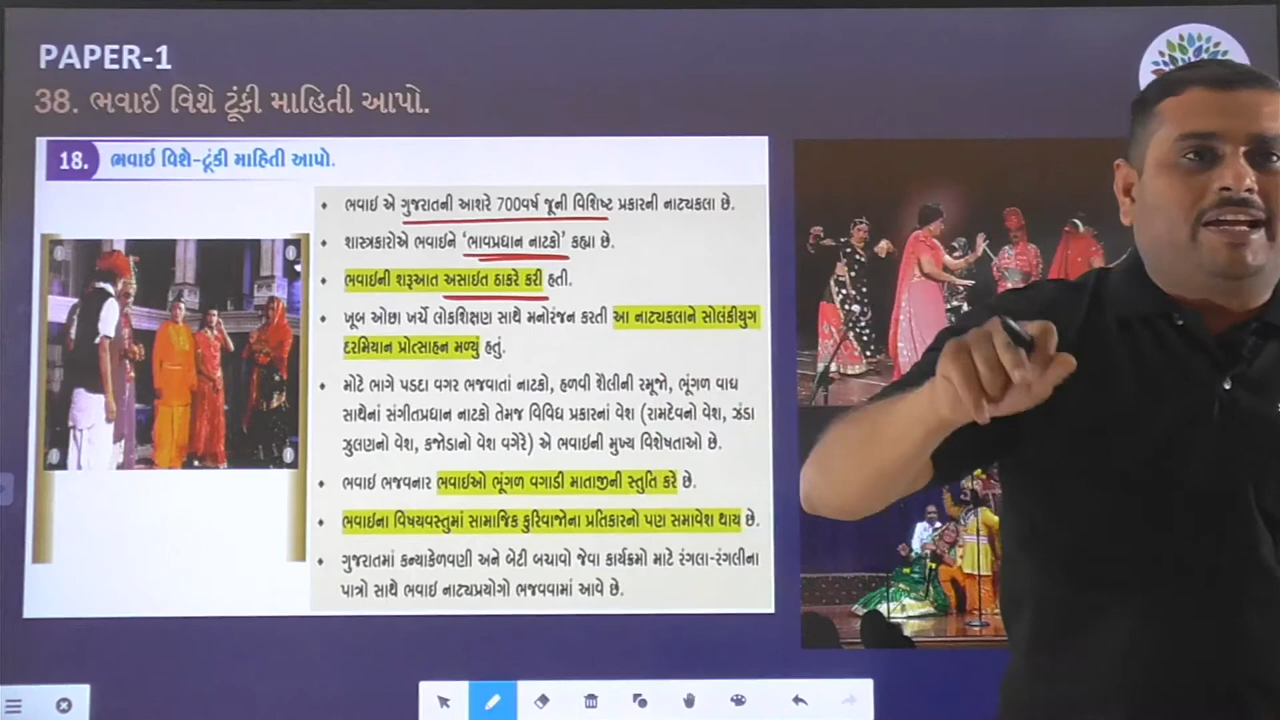 PAPER-1
38. ભવાઈ વિશે ટૂંકી માહિતી આપો.
18. ભવાઈ વિશે-ટૂંકી માહિતી આપો.
• ભવાઈ એ ગુજરાતની આશરે 700વર્ષ જૂની વિશિષ્ટ પ્રકારની નાટ્યકલા છે.
• શાસ્ત્રકારોએ ભવાઈને ‘ભાવપ્રધાન નાટકો’ કહ્યા છે.
• ભવાઈની શરૂઆત અસાઈત ઠાકરે કરી હતી.
• ખૂબ ઓછા ખર્ચે લોકશિક્ષણ સાથે મનોરંજન કરતી આ નાટ્યકલાને સોલંકીયુગ
દરમિયાન પ્રોત્સાહન મળ્યુ હતું.
• મોટે ભાગે પડદા વગર ભજવાતાં નાટકો, હળવી શૈલીની રમૂજો, ભૂંગળ વાદ્ય
સાથેનાં સંગીતપ્રધાન નાટકો તેમજ વિવિધ પ્રકારનાં વેશ (રામદેવનો વેશ, ઝંડા
ઝુલણનો વેશ, કજોડાનો વેશ વગેરે) એ ભવાઈની મુખ્ય વિશેષતાઓ છે.
• ભવાઈ ભજવનાર ભવાઈઓ ભૂંગળ વગાડી માતાજીની સ્તુતિ કરે છે.
• ભવાઈના વિષયવસ્તુમાં સામાજિક કુરિવાજોના પ્રતિકારનો પણ સમાવેશ થાય છે.
• ગુજરાતમાં કન્યાકેળવણી અને બેટી બચાવો જેવા કાર્યક્રમો માટે રંગલા-રંગલીના
પાત્રો સાથે ભવાઈ નાટ્યપ્રયોગો ભજવવામાં આવે છે.